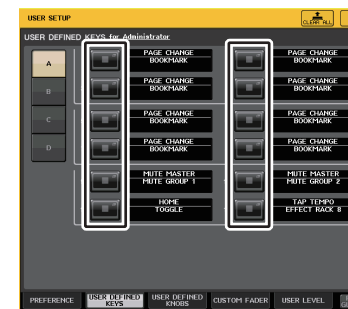 USER SETUP
CLEAR ALL
USER DEFINED KEYS for Administrator
A
PAGE CHANGE
BOOKMARK
PAGE CHANGE
BOOKMARK
B
PAGE CHANGE
BOOKMARK
PAGE CHANGE
BOOKMARK
C
PAGE CHANGE
BOOKMARK
PAGE CHANGE
BOOKMARK
D
PAGE CHANGE
BOOKMARK
PAGE CHANGE
BOOKMARK
MUTE MASTER
MUTE GROUP 1
MUTE MASTER
MUTE GROUP 2
HOME
TOGGLE
TAP TEMPO
EFFECT RACK 8
PREFERENCE
USER DEFINED
KEYS
USER DEFINED
KNOBS
CUSTOM FADER
USER LEVEL